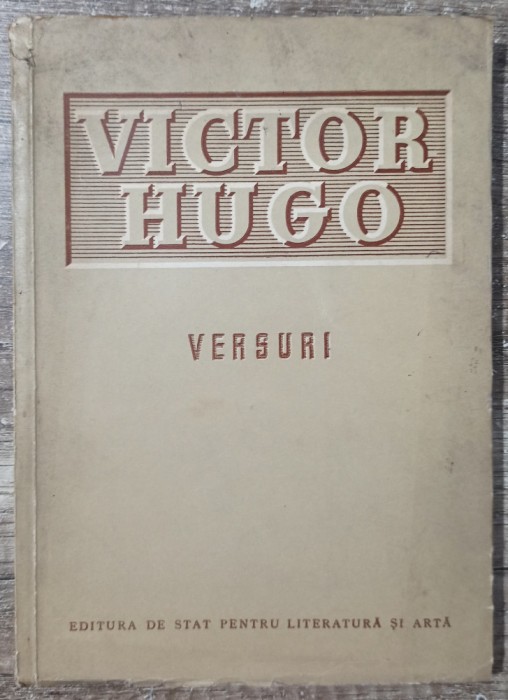 VICTOR
HUGO
VERSURI
EDITURA DE STAT PENTRU LITERATURĂ ȘI ARTĂ